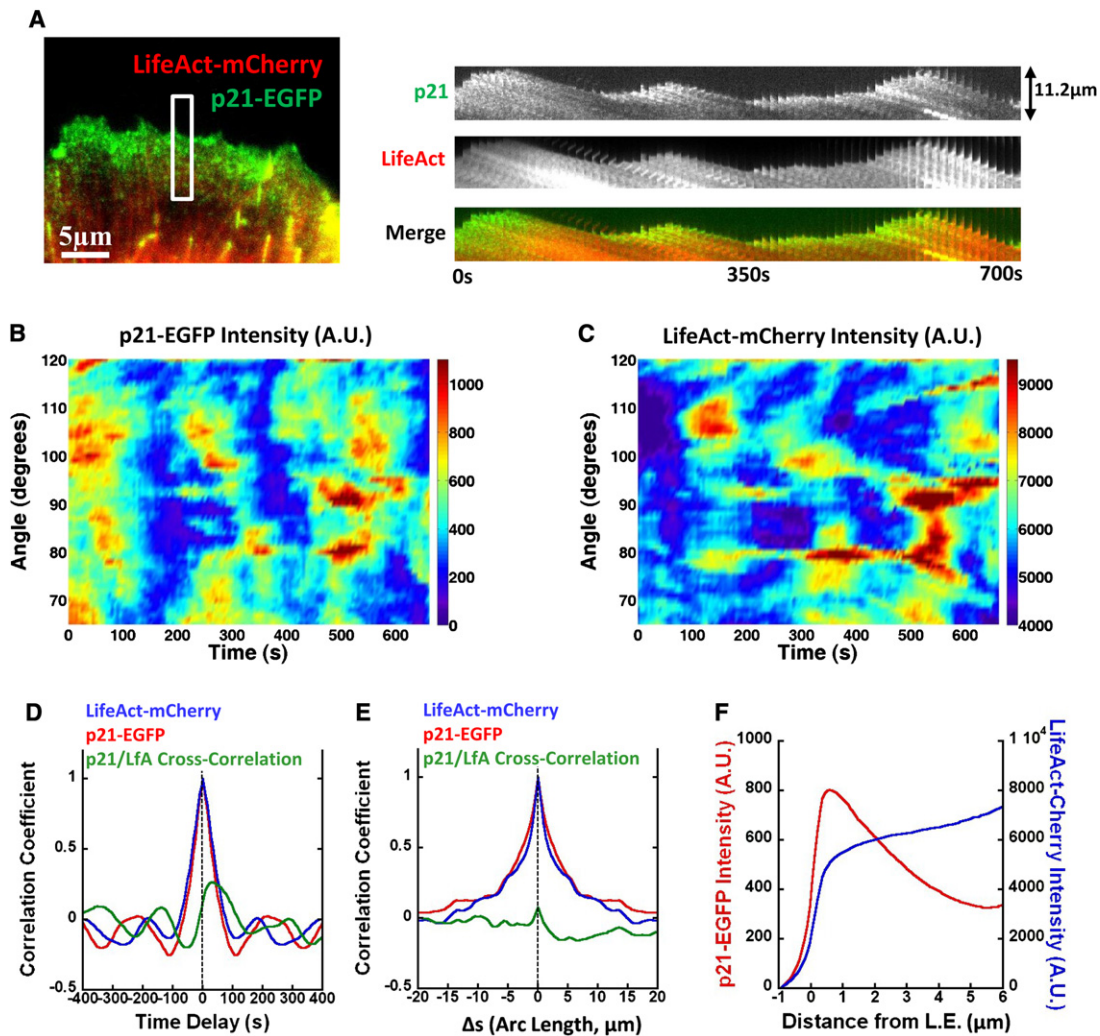 A
LifeAct-mCherry
p21-EGFP
5µm
p21
LifeAct
Merge
11.2µm
0s 350s 700s
B
p21-EGFP Intensity (A.U.)
Angle (degrees)
120
110
100
90
80
70
0 100 200 300 400 500 600
Time (s)
1000
800
600
400
200
0
C
LifeAct-mCherry Intensity (A.U.)
Angle (degrees)
120
110
100
90
80
70
0 100 200 300 400 500 600
Time (s)
9000
8000
7000
6000
5000
4000
D
LifeAct-mCherry
p21-EGFP
p21/LfA Cross-Correlation
Correlation Coefficient
1
0.5
0
0.5
-400 -300 -200 -100 0 100 200 300 400
Time Delay (s)
E
LifeAct-mCherry
p21-EGFP
p21/LfA Cross-Correlation
Correlation Coefficient
1
0.5
0
0.5
-20 -15 -10 -5 0 5 10 15 20
Δs (Arc Length, µm)
F
p21-EGFP Intensity (A.U.)
1000
800
600
400
200
0
-1 0 1 2 3 4 5 6
Distance from L.E. (µm)
1 10⁴
8000
6000
4000
2000
0
LifeAct-Cherry Intensity (A.U.)